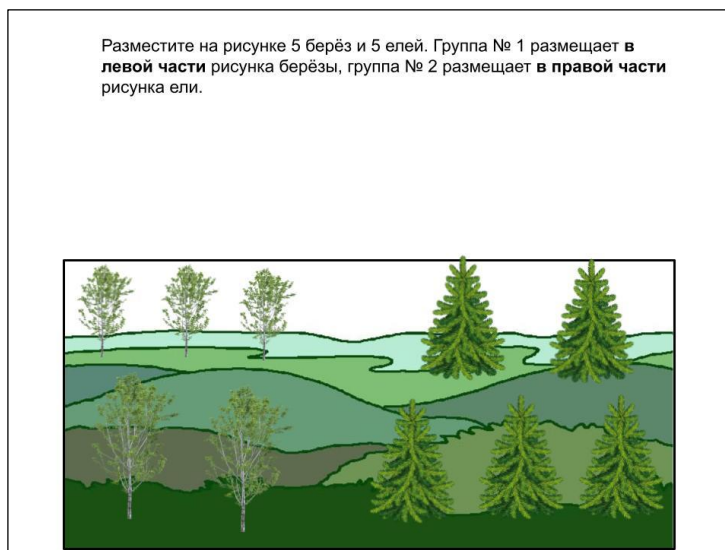 Разместите на рисунке 5 берёз и 5 елей. Группа № 1 размещает в
левой части рисунка берёзы, группа № 2 размещает в правой части
рисунка ели.